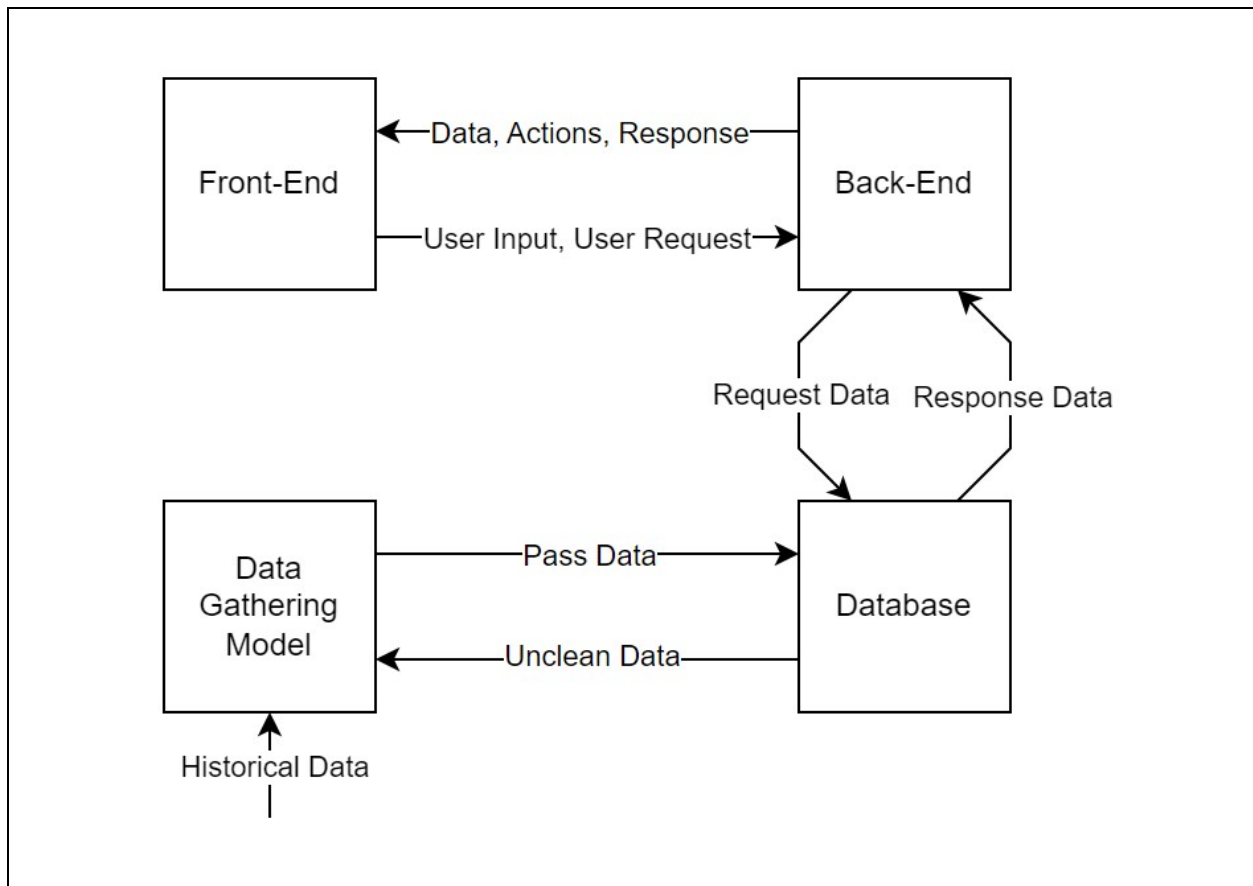 Data, Actions, Response
Front-End
Back-End
User Input, User Request
Request Data
Response Data
Data
Gathering
Model
Pass Data
Database
Unclean Data
Historical Data